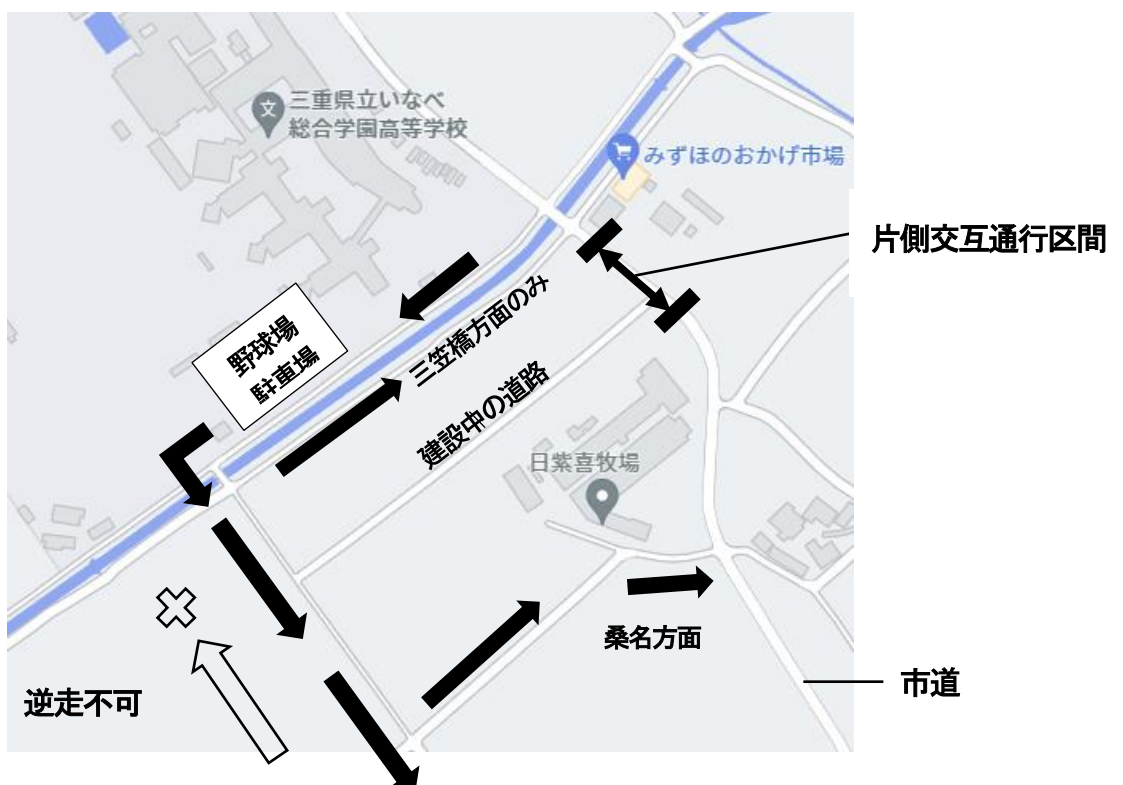 三重県立いなべ
総合学園高等学校
みずほのおかげ市場
片側交互通行区間
三笠橋方面のみ
野球場
駐車場
建設中の道路
日紫喜牧場
桑名方面
市道
逆走不可
文